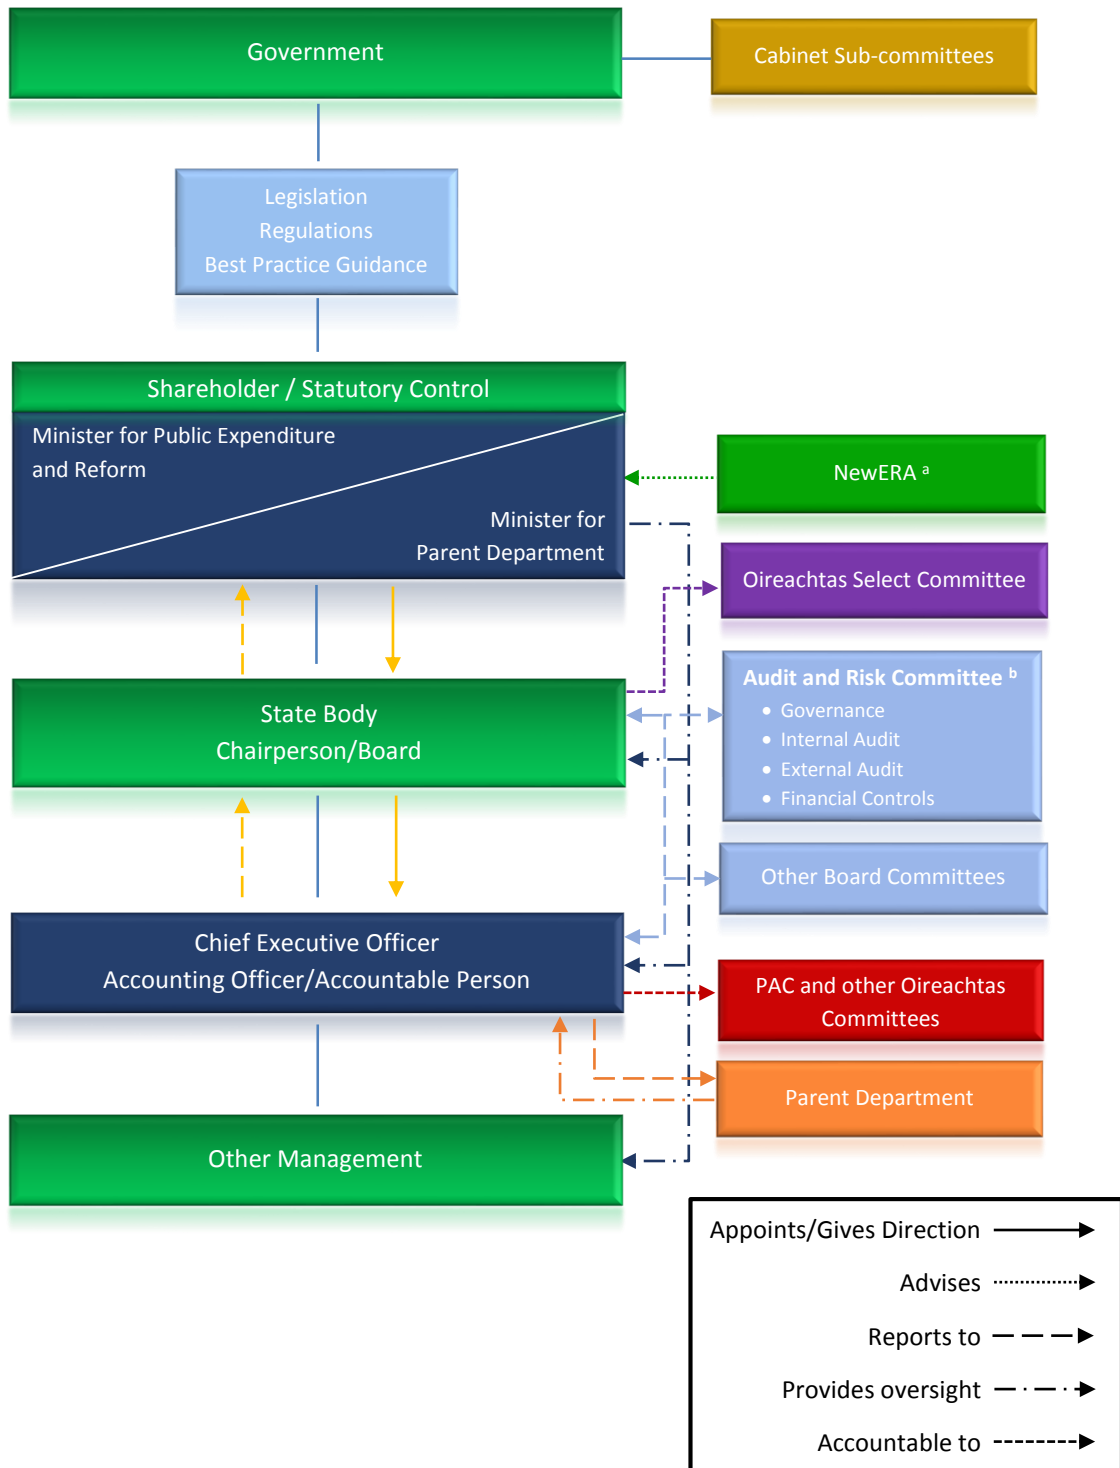 Government
Cabinet Sub-committees
Legislation
Regulations
Best Practice Guidance
Shareholder / Statutory Control
Minister for Public Expenditure
and Reform
Minister for
Parent Department
NewERA ᵃ
Oireachtas Select Committee
State Body
Chairperson/Board
Audit and Risk Committee ᵇ
• Governance
• Internal Audit
• External Audit
• Financial Controls
Other Board Committees
Chief Executive Officer
Accounting Officer/Accountable Person
PAC and other Oireachtas
Committees
Parent Department
Other Management
Appoints/Gives Direction
Advises
Reports to
Provides oversight
Accountable to